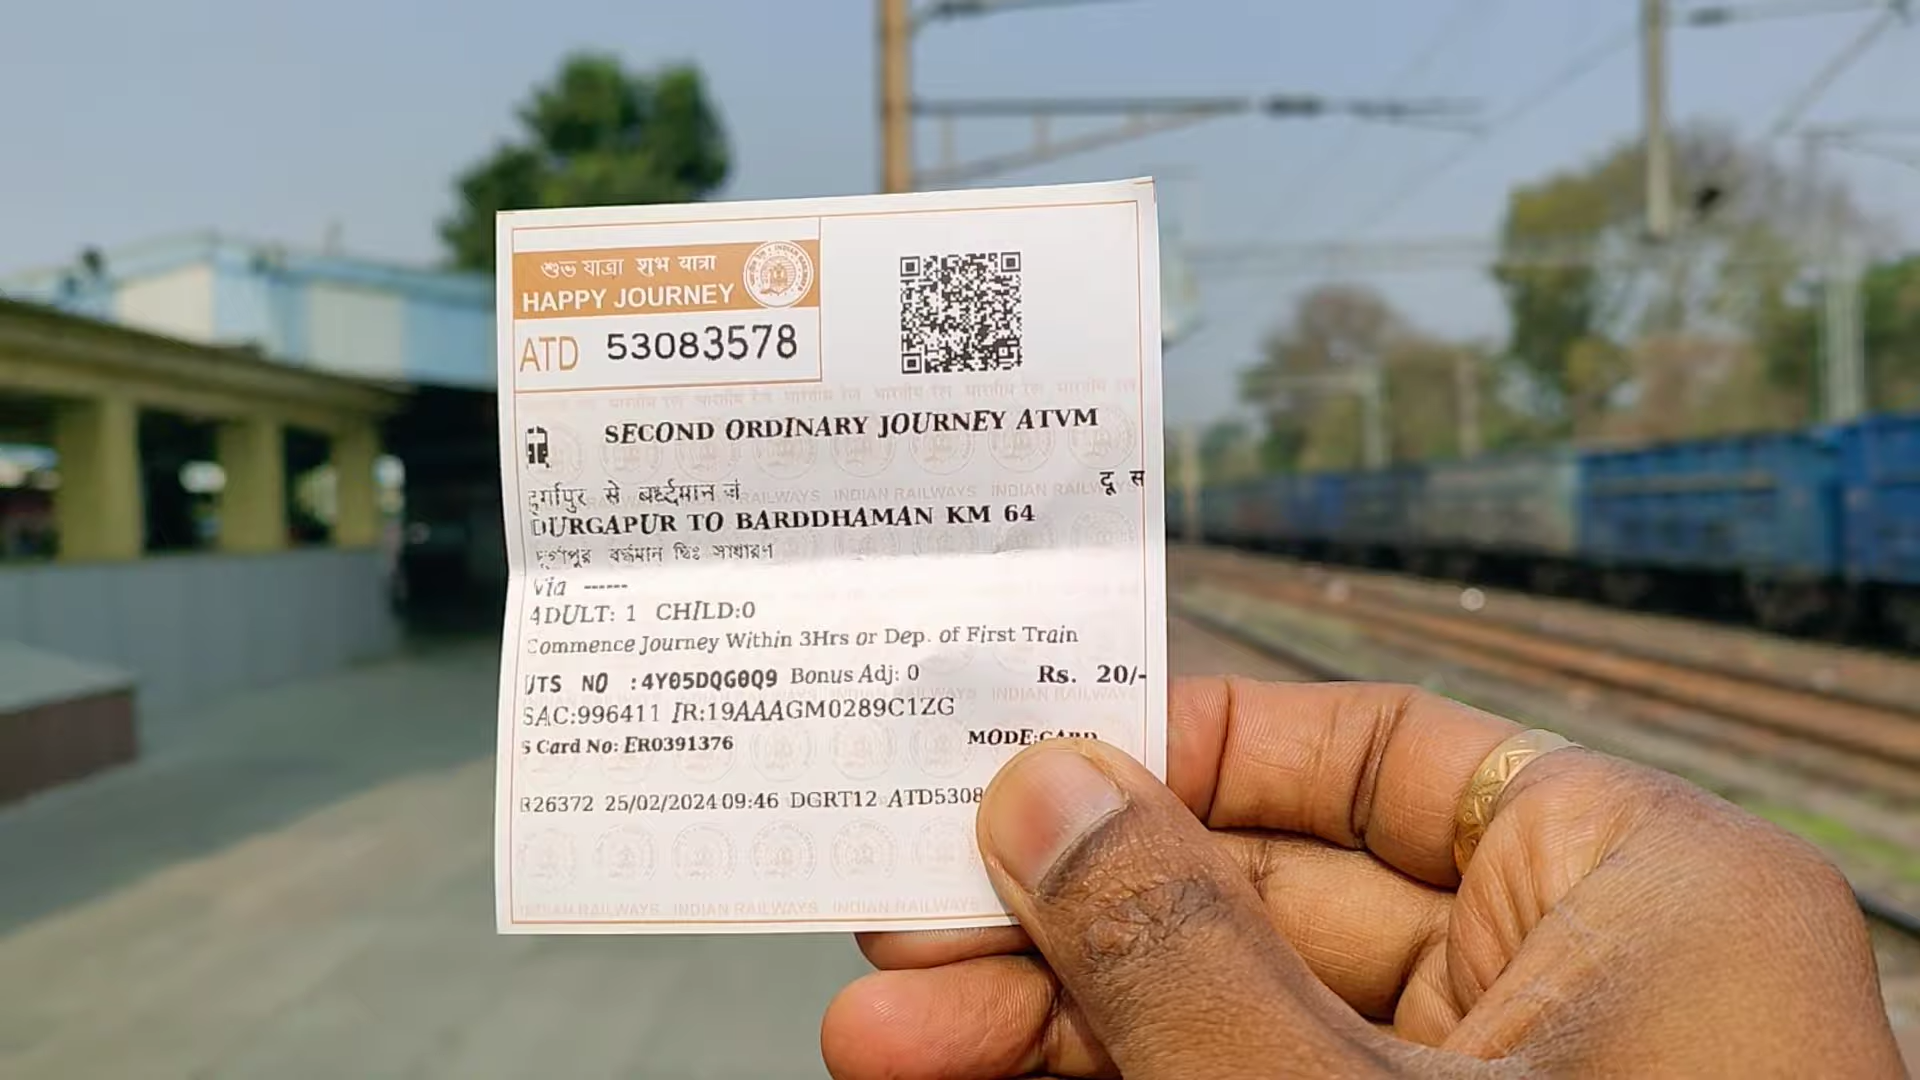 শুভ যাত্রা शुभ यात्रा
HAPPY JOURNEY
ATD 53083578
SECOND ORDINARY JOURNEY ATVM
दू स
दुर्गापुर से बर्ध्दमान जं
DURGAPUR TO BARDDHAMAN KM 64
দুর্গাপুর বর্দ্ধমান দ্বিঃ সাধারণ
Via ------
ADULT: 1 CHILD:0
Commence Journey Within 3Hrs or Dep. of First Train
UTS NO :4Y05DQG0Q9 Bonus Adj: 0 Rs. 20/-
SAC:996411 IR:19AAAGM0289C1ZG
S Card No: ER0391376 MODE:CARD
R26372 25/02/2024 09:46 DGRT12 ATD5308
INDIAN RAILWAYS INDIAN RAILWAYS INDIAN RAILWAYS